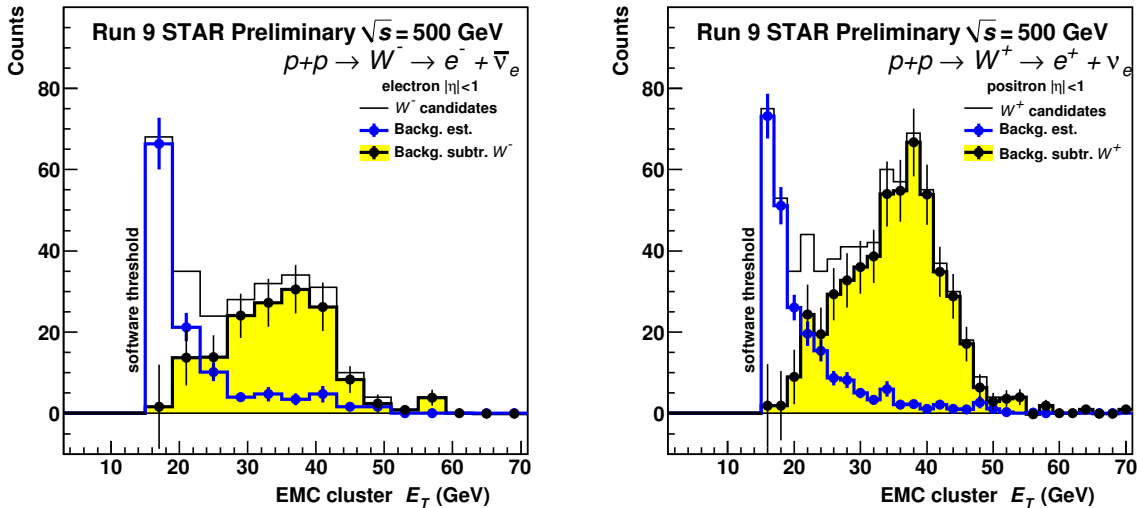 Counts
Run 9 STAR Preliminary √s = 500 GeV
p+p → W⁻ → e⁻ + ν̅ₑ
electron |η|<1
W⁻ candidates
Backg. est.
Backg. subtr. W⁻
software threshold
80
60
40
20
0
10 20 30 40 50 60 70
EMC cluster E_T (GeV)
Counts
Run 9 STAR Preliminary √s = 500 GeV
p+p → W⁺ → e⁺ + νₑ
positron |η|<1
W⁺ candidates
Backg. est.
Backg. subtr. W⁺
software threshold
80
60
40
20
0
10 20 30 40 50 60 70
EMC cluster E_T (GeV)